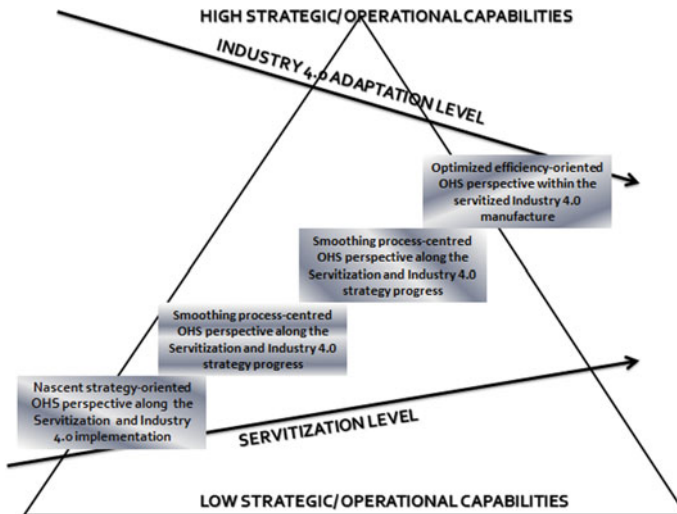 HIGH STRATEGIC/OPERATIONAL CAPABILITIES
INDUSTRY 4.0 ADAPTATION LEVEL
Optimized efficiency-oriented
OHS perspective within the
servitized Industry 4.0
manufacture
Smoothing process-centred
OHS perspective along the
Servitization and Industry 4.0
strategy progress
Smoothing process-centred
OHS perspective along the
Servitization and Industry 4.0
strategy progress
Nascent strategy-oriented
OHS perspective along the
Servitization and Industry
4.0 implementation
SERVITIZATION LEVEL
LOW STRATEGIC/OPERATIONAL CAPABILITIES